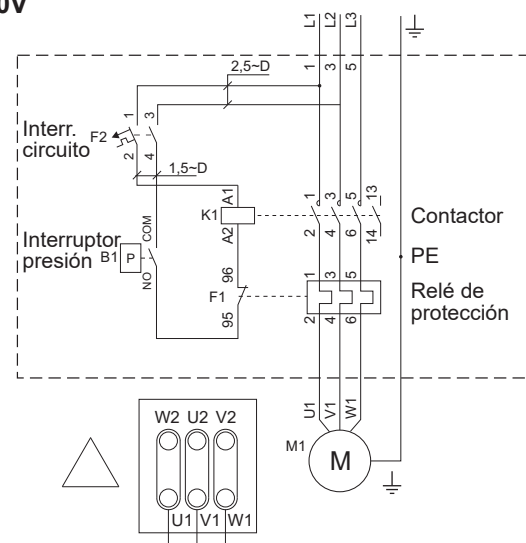 0V
L1 L2 L3
1 3 5
2,5~D
Interr.
circuito
F2
1 3
2 4
1,5~D
Interruptor
presión
B1
P
COM
NO
K1
A1
A2
1 3 5 13
2 4 6 14
Contactor
PE
F1
96
95
1 3 5
2 4 6
Relé de
protección
U1 V1 W1
M1
M
W2 U2 V2
U1 V1 W1